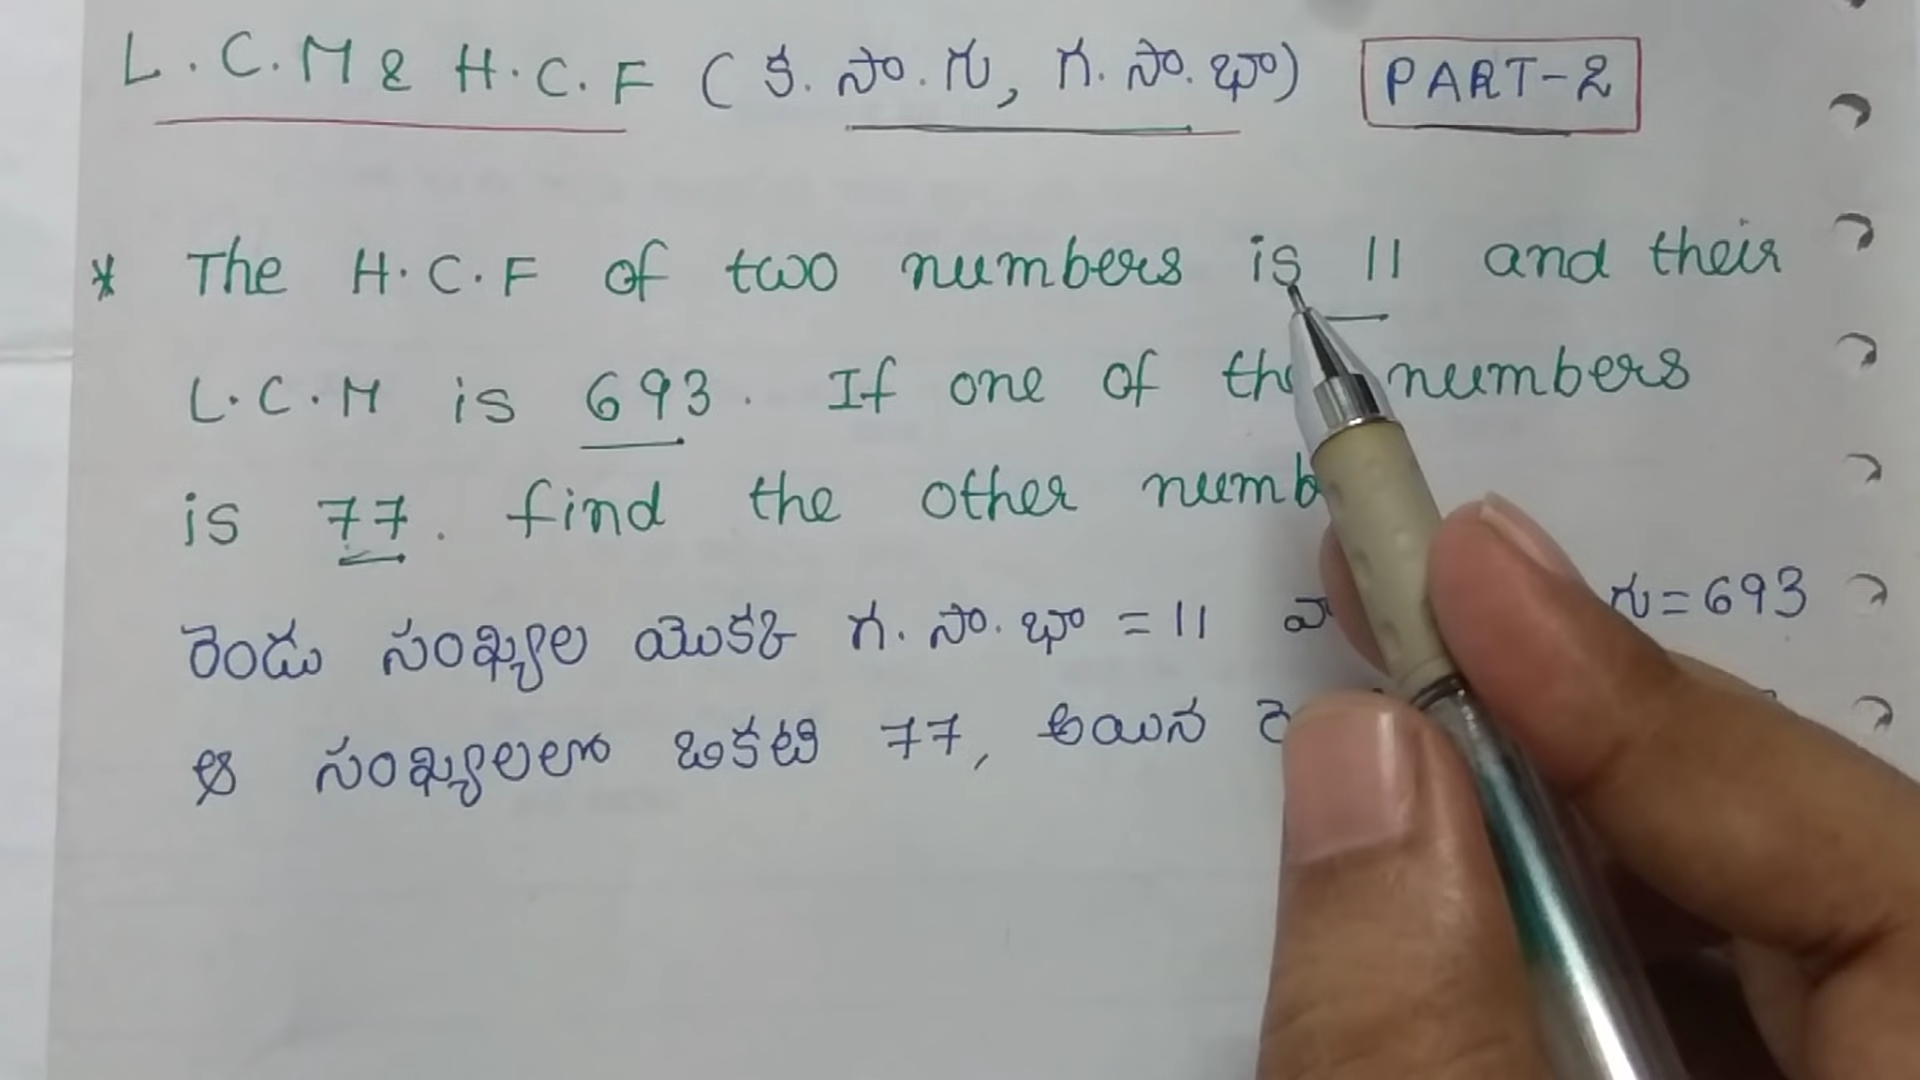 L.C.M & H.C.F (క.సా.గు, గ.సా.భా) PART-2
* The H.C.F of two numbers is 11 and their
L.C.M is 693. If one of the numbers
is 77. find the other
రెండు సంఖ్యల యొక్క గ.సా.భా = 11 గు = 693
ఆ సంఖ్యలలో ఒకటి 77, అయిన